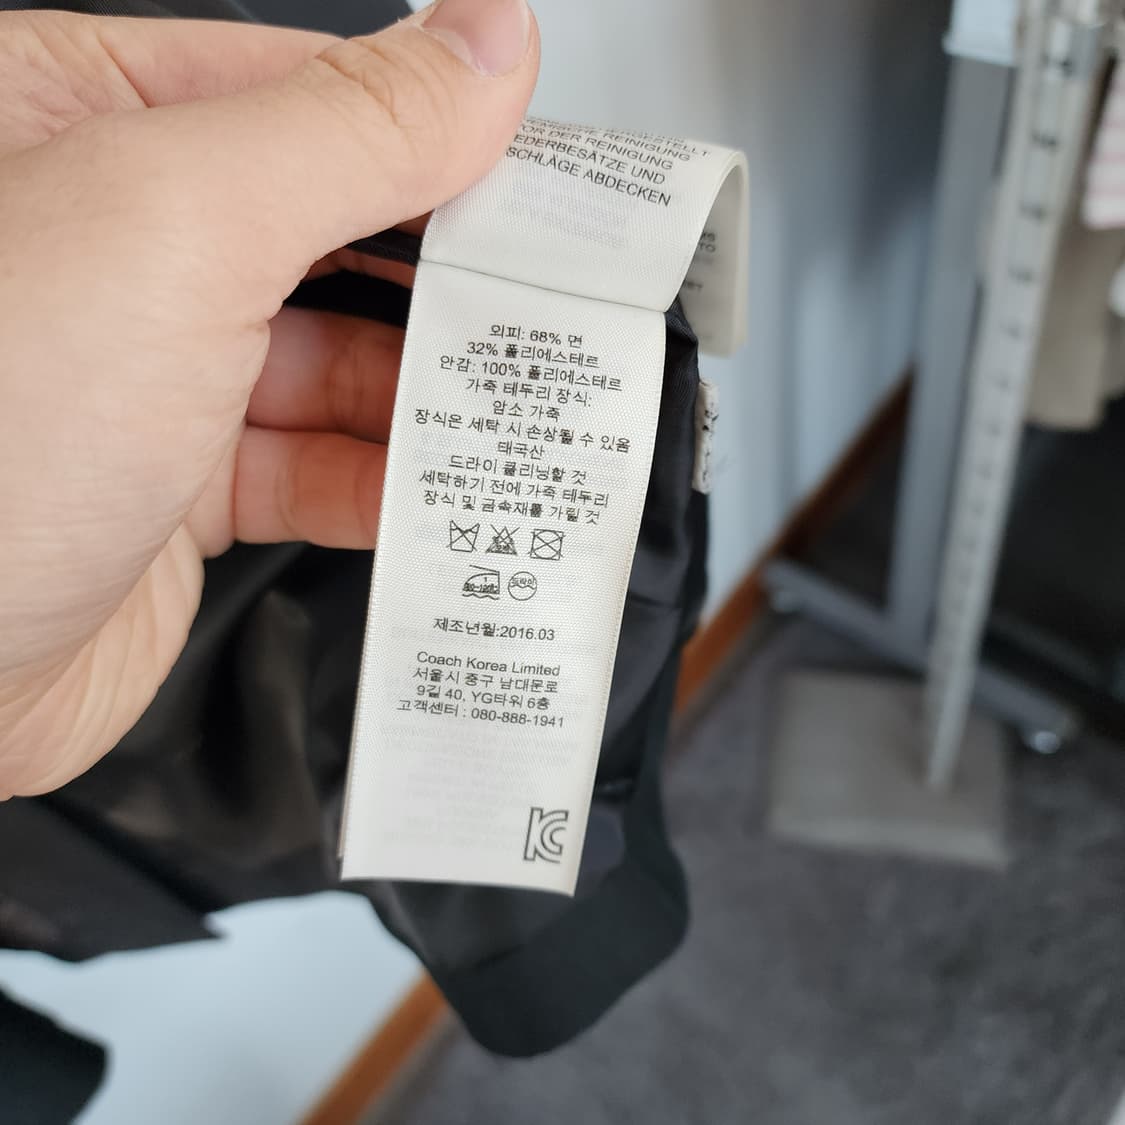 REINIGUNG
DER REINIGUNG
UND
ABDECKEN
외피: 68% 면
32% 폴리에스테르
안감: 100% 폴리에스테르
가죽 테두리 장식:
암소 가죽
장식은 세탁 시 손상될 수 있음
태국산
드라이 클리닝할 것
세탁하기 전에 가죽 테두리
장식 및 금속재를 가릴 것
드라이
제조년월:2016.03
Coach Korea Limited
서울시 중구 남대문로
9길 40, YG타워 6층
고객센터 : 080-888-1941